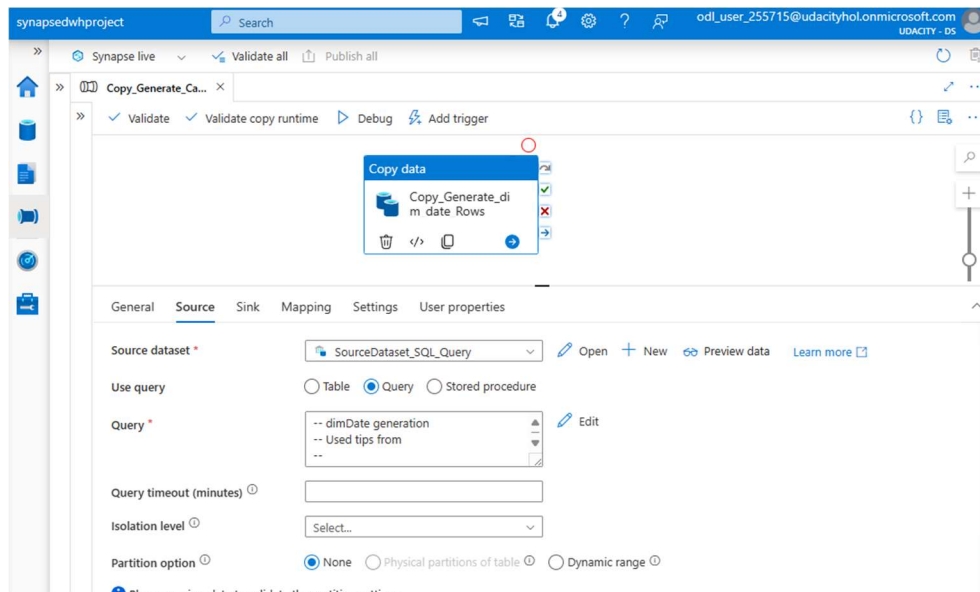 synapsedwhproject
Search
4
?
odl_user_255715@udacityhol.onmicrosoft.com
UDACITY - DS
Synapse live
Validate all
Publish all
Copy_Generate_Ca...
Validate
Validate copy runtime
Debug
Add trigger
{}
Copy data
Copy_Generate_di
m_date_Rows
General Source Sink Mapping Settings User properties
Source dataset *
SourceDataset_SQL_Query
Open
New
Preview data
Learn more
Use query
Table
Query
Stored procedure
Query *
-- dimDate generation
-- Used tips from
--
Edit
Query timeout (minutes)
Isolation level
Select...
Partition option
None
Physical partitions of table
Dynamic range